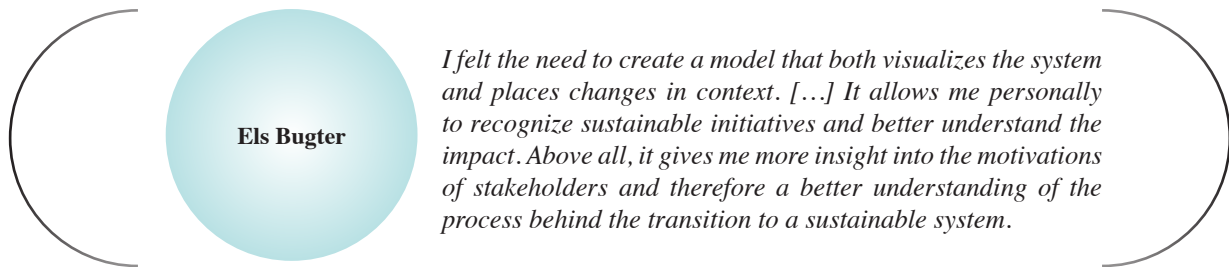 Els Bugter
I felt the need to create a model that both visualizes the system
and places changes in context. […] It allows me personally
to recognize sustainable initiatives and better understand the
impact. Above all, it gives me more insight into the motivations
of stakeholders and therefore a better understanding of the
process behind the transition to a sustainable system.